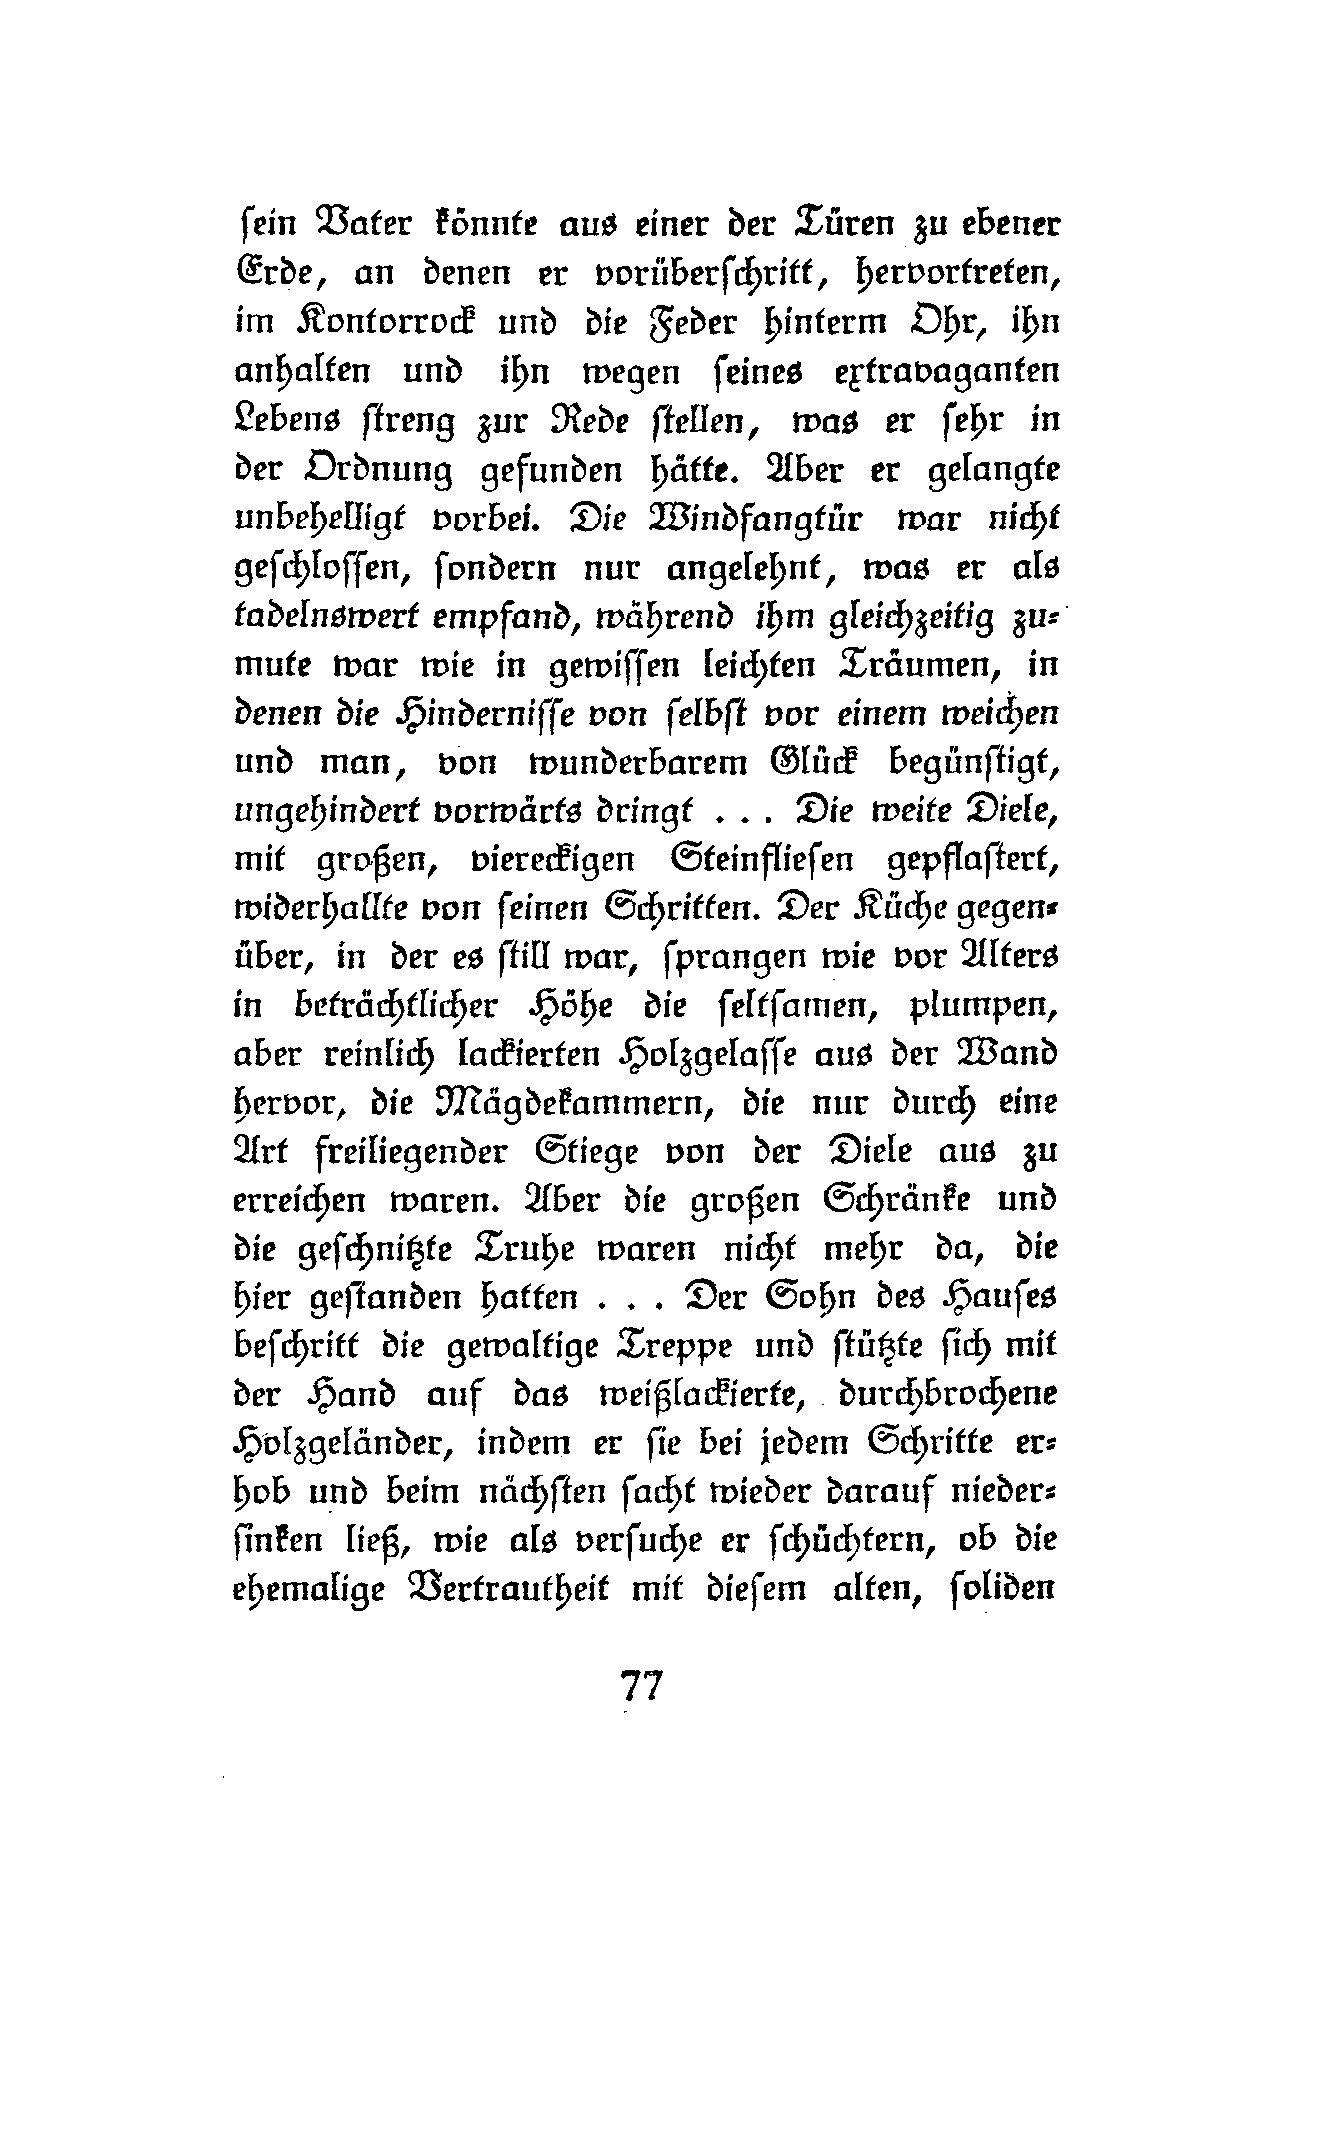 ſein Vater könnte aus einer der Türen zu ebener
Erde, an denen er vorüberſchritt, hervortreten,
im Kontorrock und die Feder hinterm Ohr, ihn
anhalten und ihn wegen ſeines extravaganten
Lebens ſtreng zur Rede ſtellen, was er ſehr in
der Ordnung gefunden hätte. Aber er gelangte
unbehelligt vorbei. Die Windfangtür war nicht
geſchloſſen, ſondern nur angelehnt, was er als
tadelnswert empfand, während ihm gleichzeitig zu-
mute war wie in gewiſſen leichten Träumen, in
denen die Hinderniſſe von ſelbſt vor einem weichen
und man, von wunderbarem Glück begünſtigt,
ungehindert vorwärts dringt . . . Die weite Diele,
mit großen, viereckigen Steinflieſen gepflaſtert,
widerhallte von ſeinen Schritten. Der Küche gegen-
über, in der es ſtill war, ſprangen wie vor Alters
in beträchtlicher Höhe die ſeltſamen, plumpen,
aber reinlich lackierten Holzgelaſſe aus der Wand
hervor, die Mägdekammern, die nur durch eine
Art freiliegender Stiege von der Diele aus zu
erreichen waren. Aber die großen Schränke und
die geſchnitzte Truhe waren nicht mehr da, die
hier geſtanden hatten . . . Der Sohn des Hauſes
beſchritt die gewaltige Treppe und ſtützte ſich mit
der Hand auf das weißlackierte, durchbrochene
Holzgeländer, indem er ſie bei jedem Schritte er-
hob und beim nächſten ſacht wieder darauf nieder-
ſinken ließ, wie als verſuche er ſchüchtern, ob die
ehemalige Vertrautheit mit dieſem alten, ſoliden
77